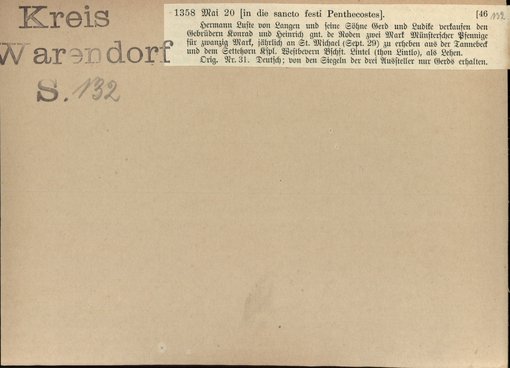 Kreis
Warendorf
S. 132
1358 Mai 20 [in die sancto festi Penthecostes]. [46 132
Hermann Luse von Langen und seine Söhne Gerd und Ludike verkaufen den
Gebrüdern Konrad und Heinrich gnt. de Roden zwei Mark Münsterscher Pfennige
für zwanzig Mark, jährlich an St. Michael (Sept. 29) zu erheben aus der Tannebeck
und dem Settehorn Kspl. Westbevern Bschft. Lintel (thon Lintlo), als Lehen.
Orig. Nr. 31. Deutsch; von den Siegeln der drei Aussteller nur Gerds erhalten.